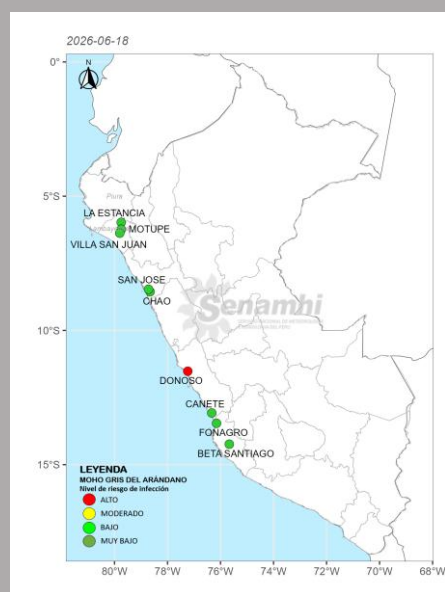 2026-06-18
N
0°
5°S
10°S
15°S
Piura
LA ESTANCIA
Lambayeque
MOTUPE
VILLA SAN JUAN
SAN JOSE
CHAO
Senamhi
DONOSO
CANETE
FONAGRO
BETA SANTIAGO
LEYENDA
MOHO GRIS DEL ARÁNDANO
Nivel de riesgo de infección
ALTO
MODERADO
BAJO
MUY BAJO
80°W 78°W 76°W 74°W 72°W 70°W 68°W